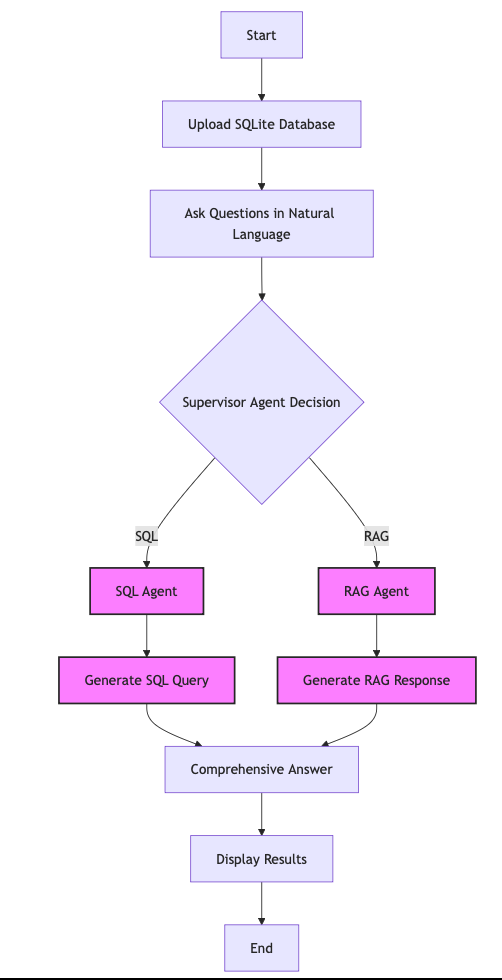 Start
Upload SQLite Database
Ask Questions in Natural
Language
Supervisor Agent Decision
SQL
RAG
SQL Agent
RAG Agent
Generate SQL Query
Generate RAG Response
Comprehensive Answer
Display Results
End